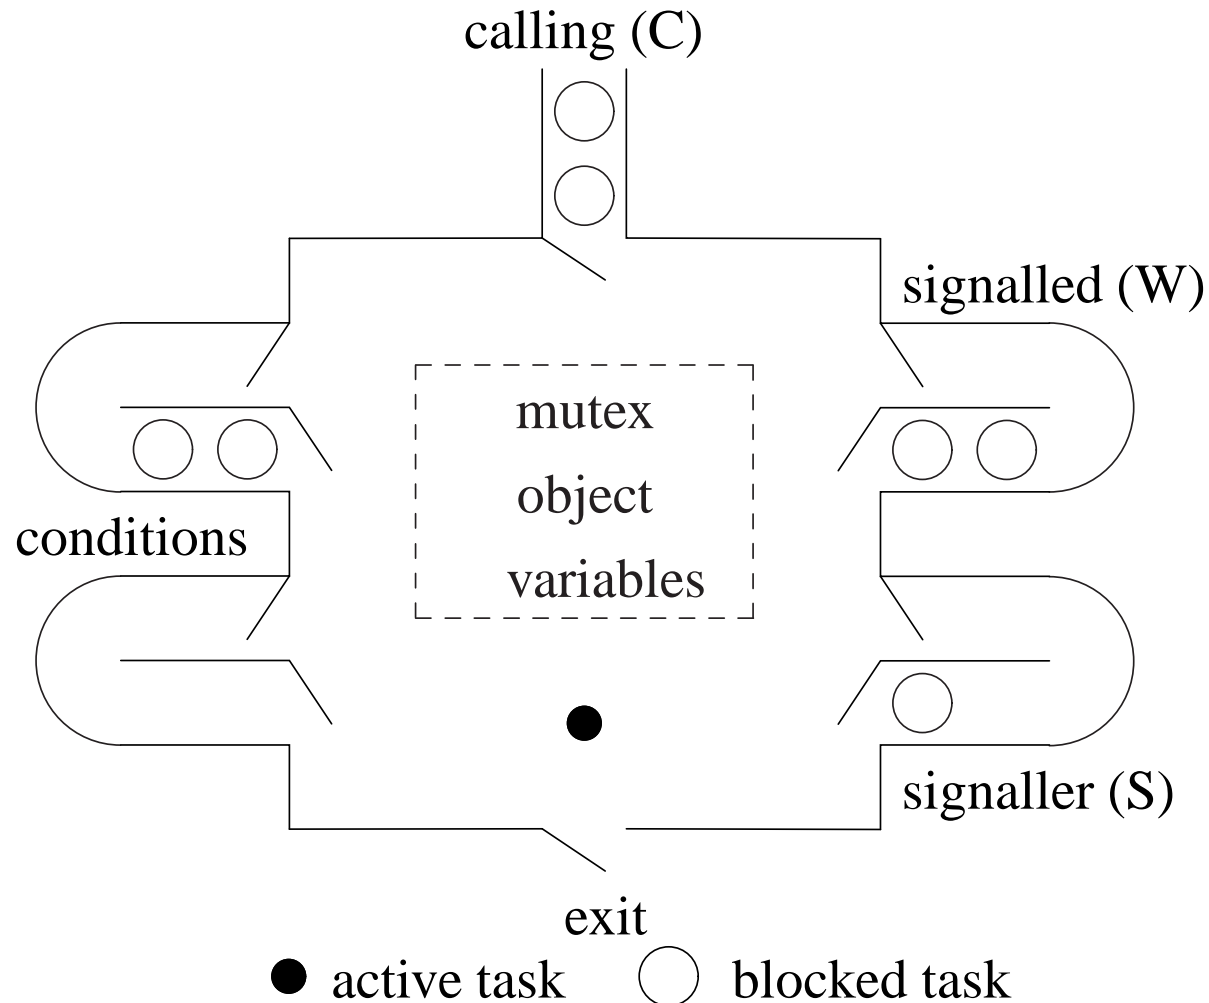 calling (C)
signalled (W)
mutex
object
conditions
variables
signaller (S)
exit
active task
blocked task